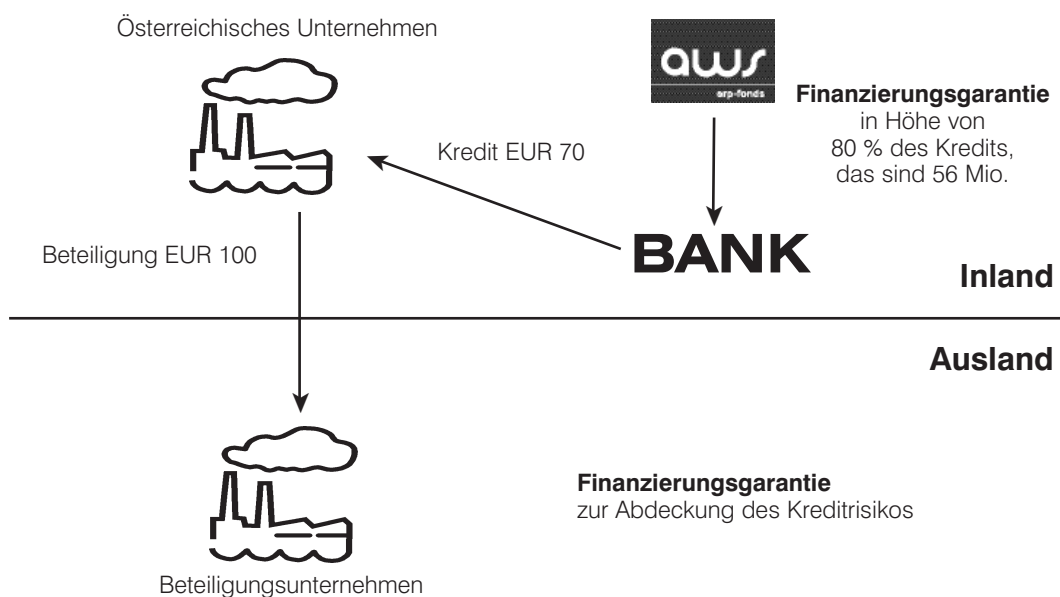 Österreichisches Unternehmen
aws
erp-fonds
Finanzierungsgarantie
in Höhe von
80 % des Kredits,
das sind 56 Mio.
Kredit EUR 70
Beteiligung EUR 100
BANK
Inland
Ausland
Finanzierungsgarantie
zur Abdeckung des Kreditrisikos
Beteiligungsunternehmen